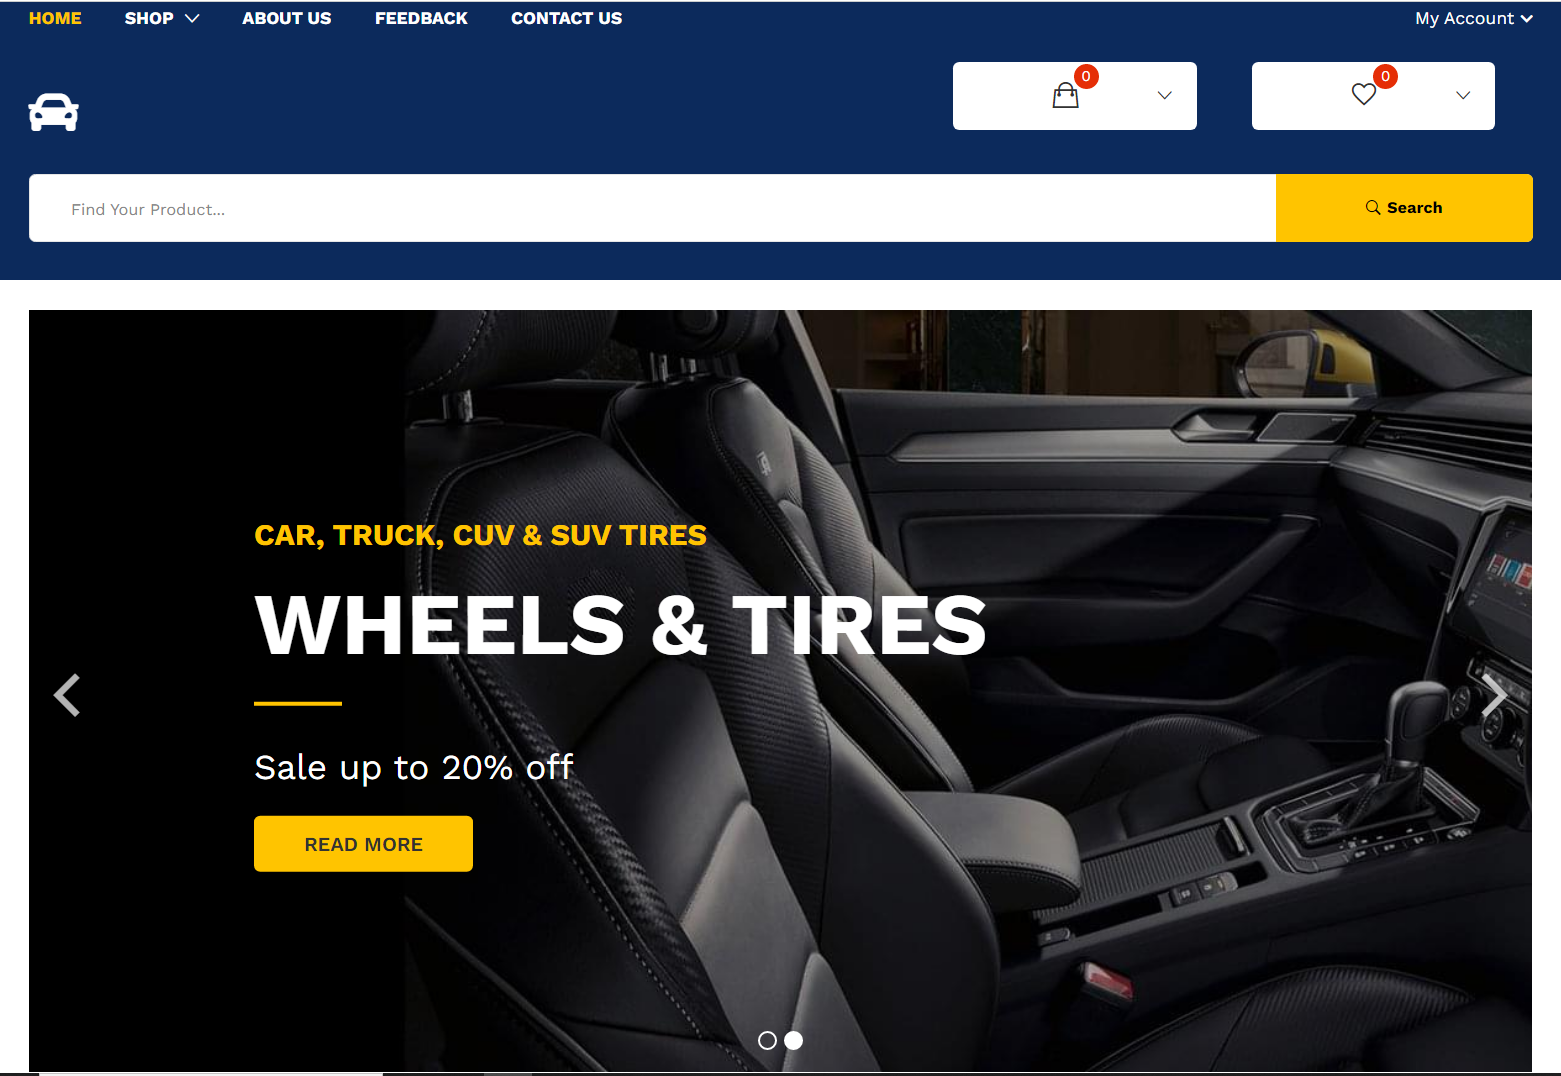 HOME SHOP ABOUT US FEEDBACK CONTACT US My Account
0 0
Find Your Product... Search
CAR, TRUCK, CUV & SUV TIRES
WHEELS & TIRES
Sale up to 20% off
READ MORE